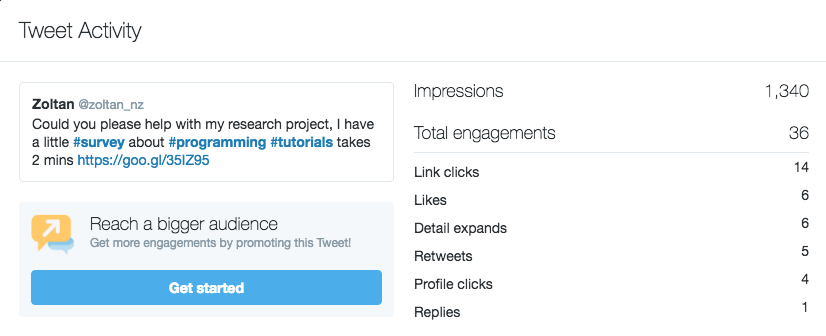 Tweet Activity
Zoltan @zoltan_nz
Could you please help with my research project, I have
a little #survey about #programming #tutorials takes
2 mins https://goo.gl/35IZ95
Reach a bigger audience
Get more engagements by promoting this Tweet!
Get started
Impressions 1,340
Total engagements 36
Link clicks 14
Likes 6
Detail expands 6
Retweets 5
Profile clicks 4
Replies 1